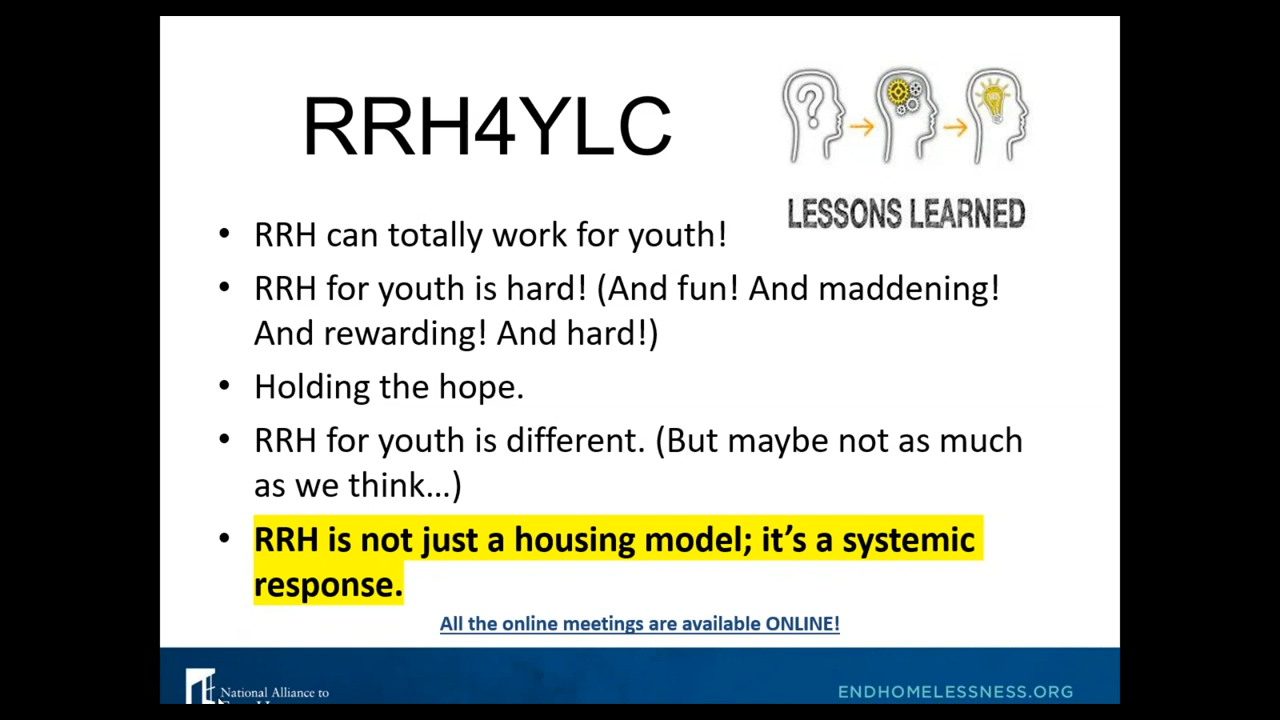 RRH4YLC
?
LESSONS LEARNED
• RRH can totally work for youth!
• RRH for youth is hard! (And fun! And maddening!
And rewarding! And hard!)
• Holding the hope.
• RRH for youth is different. (But maybe not as much
as we think…)
• RRH is not just a housing model; it’s a systemic
response.
All the online meetings are available ONLINE!
National Alliance to
ENDHOMELESSNESS.ORG